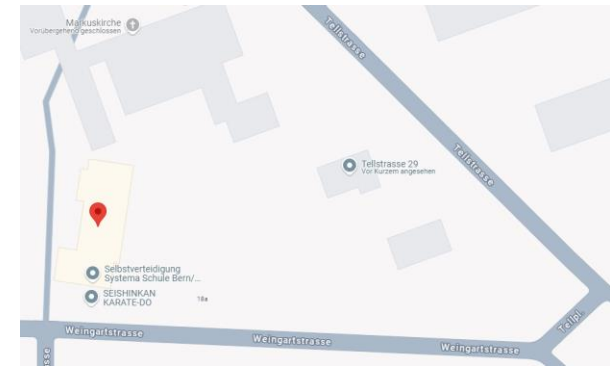 Markuskirche
Vorübergehend geschlossen
Tellstrasse
Tellstrasse
Tellstrasse 29
Vor Kurzem angesehen
Selbstverteidigung
Systema Schule Bern/...
SEISHINKAN
KARATE-DO
18a
Weingartstrasse
Weingartstrasse
Weingartstrasse
Tellpl.
sse